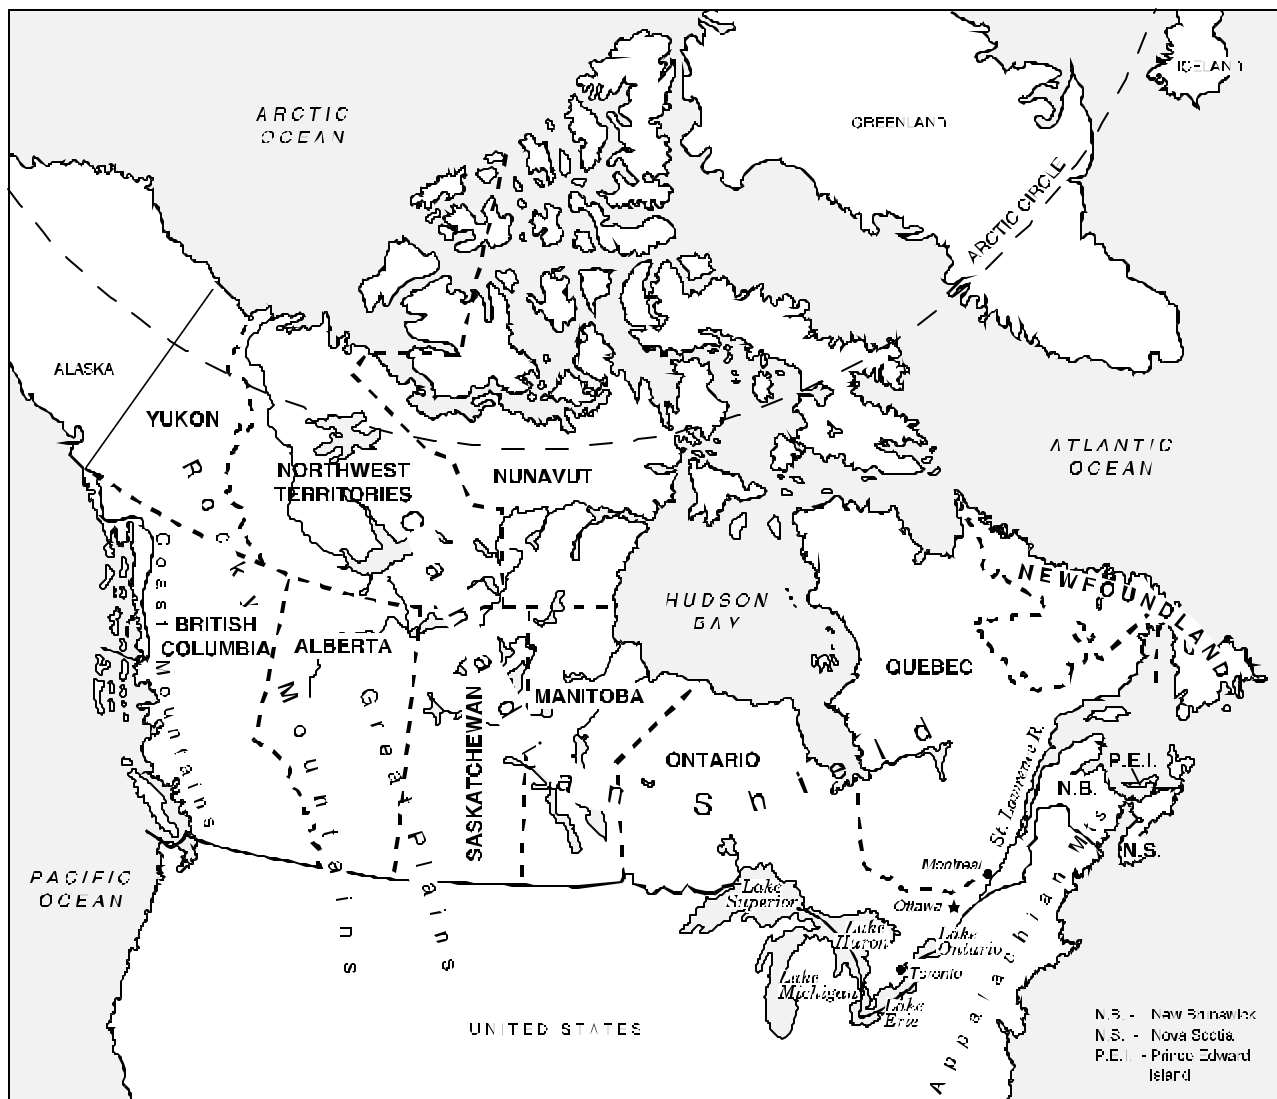 ARCTIC
OCEAN
ICELAND
GREENLAND
ARCTIC CIRCLE
ALASKA
YUKON
NORTHWEST
TERRITORIES
NUNAVUT
ATLANTIC
OCEAN
Rocky Mountains
Coast Mountains
Canadian Shield
HUDSON
BAY
NEWFOUNDLAND
BRITISH
COLUMBIA
ALBERTA
Great Plains
SASKATCHEWAN
MANITOBA
ONTARIO
QUEBEC
St. Lawrence R.
P.E.I.
N.B.
N.S.
Appalachian Mts
Montreal
Ottawa
Toronto
PACIFIC
OCEAN
Lake
Superior
Lake
Huron
Lake
Ontario
Lake
Michigan
Lake
Erie
UNITED STATES
N.B. - New Brunswick
N.S. - Nova Scotia
P.E.I. - Prince Edward
Island